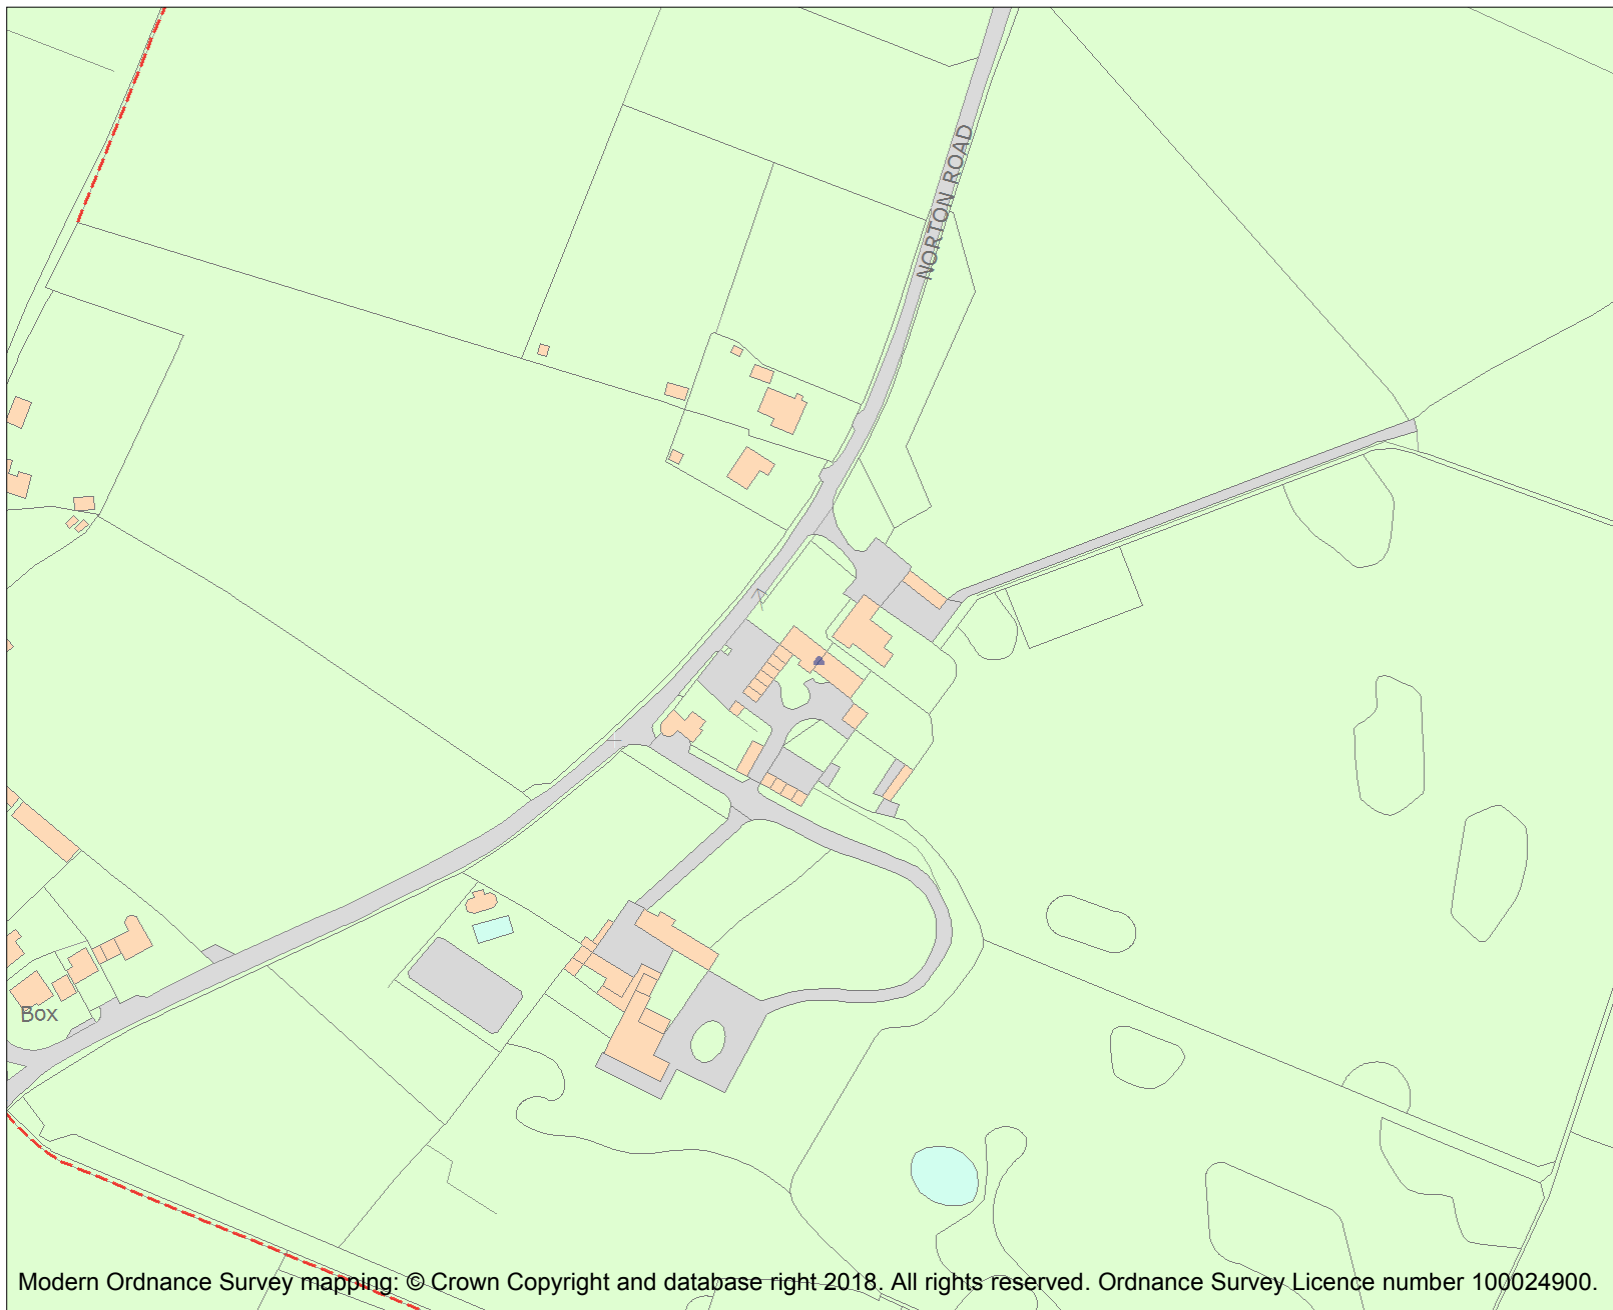 NORTON ROAD
Box
Modern Ordnance Survey mapping: © Crown Copyright and database right 2018. All rights reserved. Ordnance Survey Licence number 100024900.